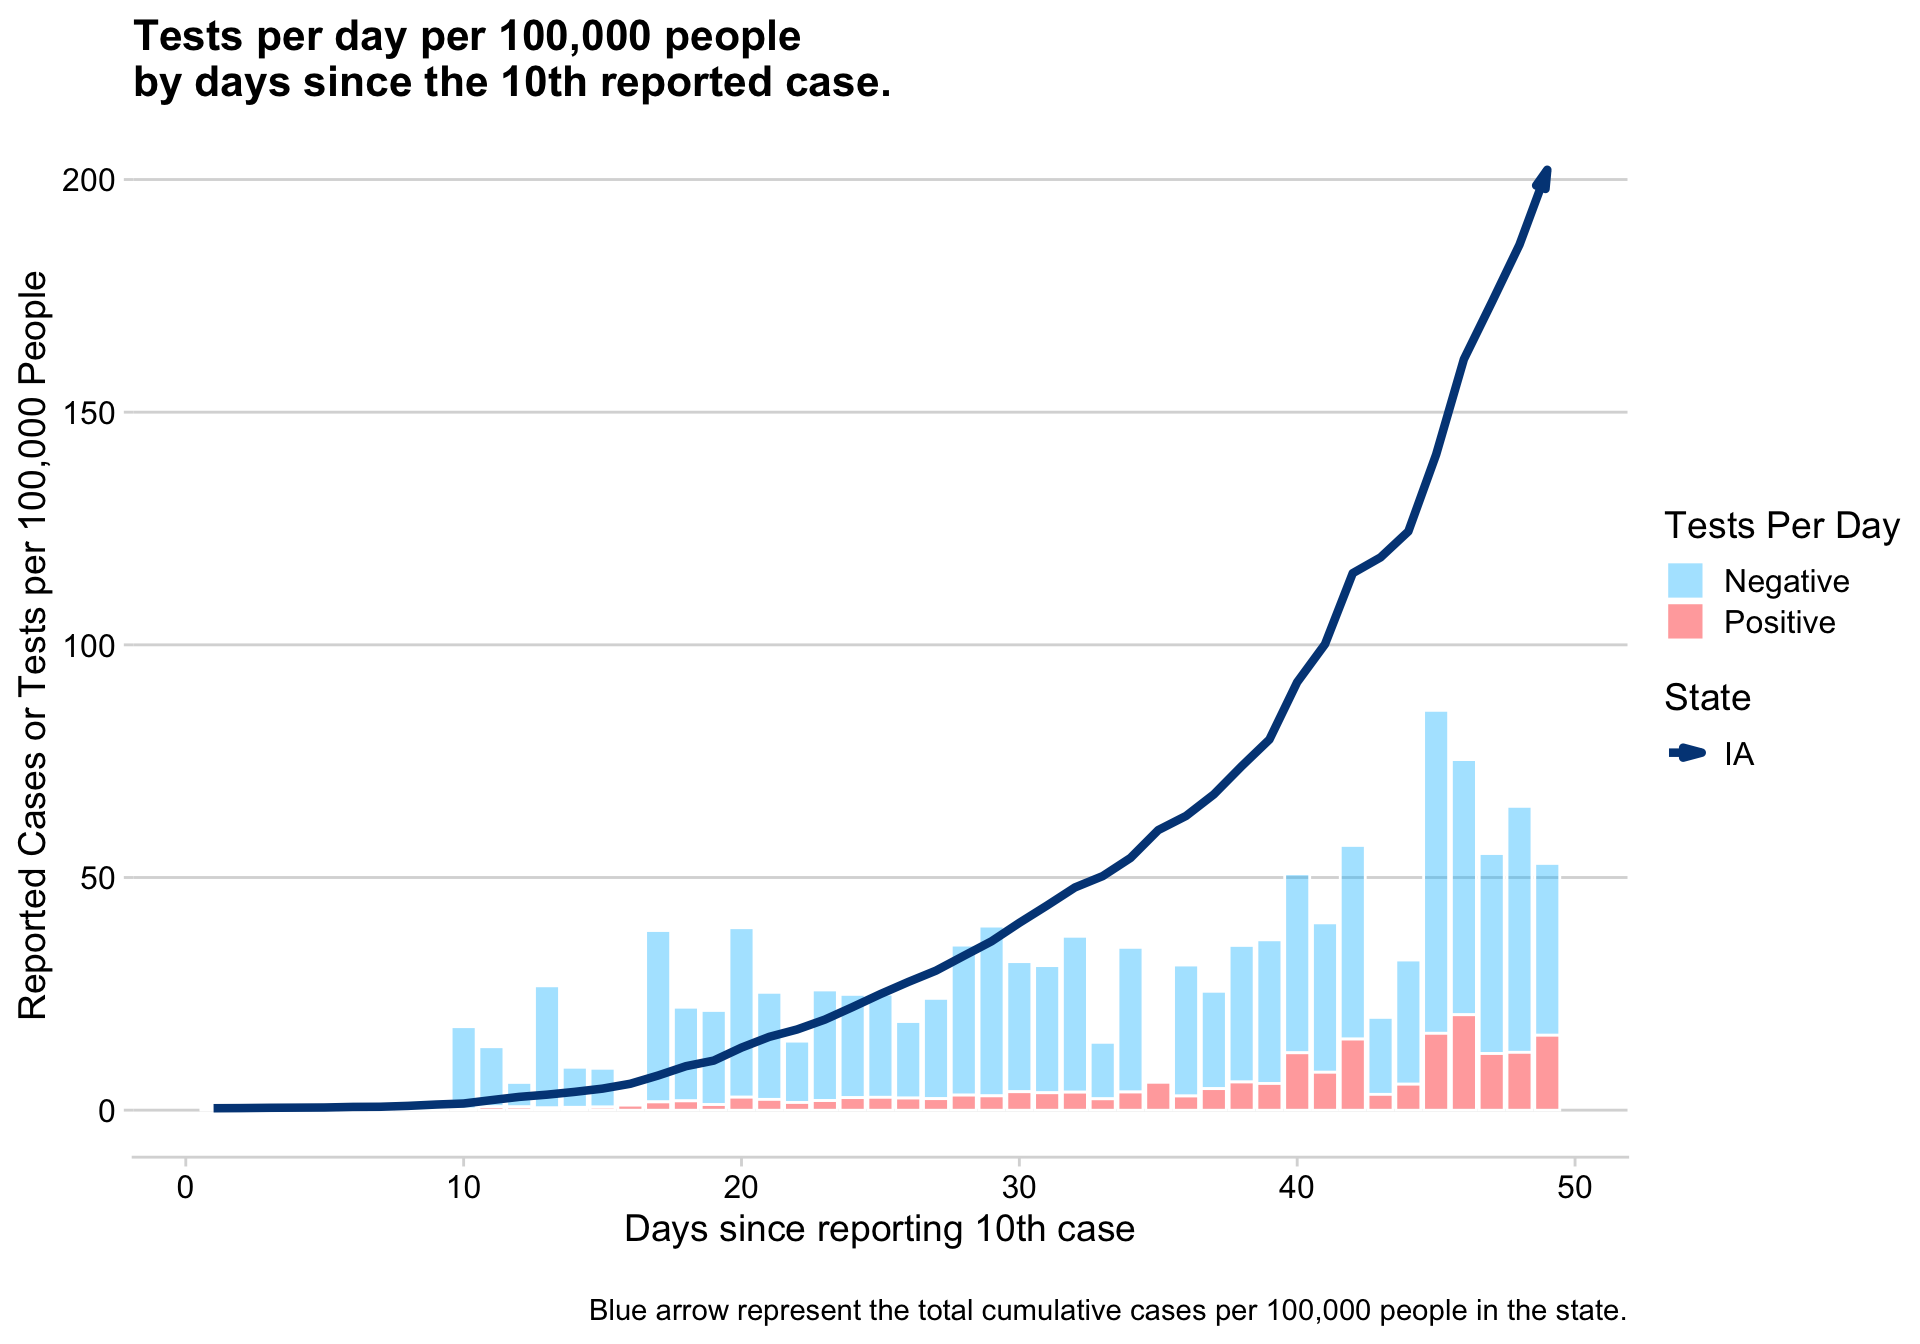 Tests per day per 100,000 people
by days since the 10th reported case.
Reported Cases or Tests per 100,000 People
200
150
100
50
0
0 10 20 30 40 50
Days since reporting 10th case
Tests Per Day
Negative
Positive
State
IA
Blue arrow represent the total cumulative cases per 100,000 people in the state.